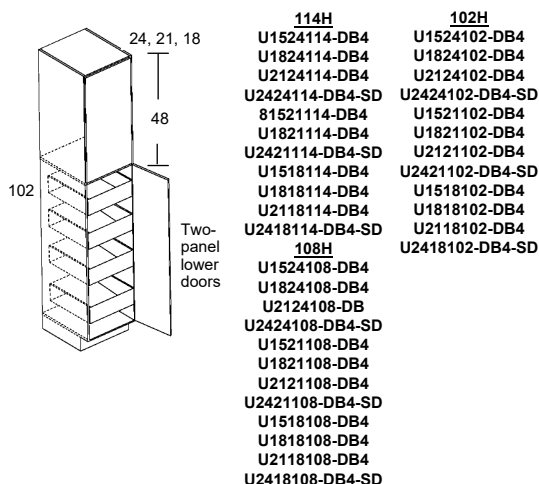 24, 21, 18
48
102
Two-
panel
lower
doors
114H
U1524114-DB4
U1824114-DB4
U2124114-DB4
U2424114-DB4-SD
81521114-DB4
U1821114-DB4
U2421114-DB4-SD
U1518114-DB4
U1818114-DB4
U2118114-DB4
U2418114-DB4-SD
108H
U1524108-DB4
U1824108-DB4
U2124108-DB
U2424108-DB4-SD
U1521108-DB4
U1821108-DB4
U2121108-DB4
U2421108-DB4-SD
U1518108-DB4
U1818108-DB4
U2118108-DB4
U2418108-DB4-SD
102H
U1524102-DB4
U1824102-DB4
U2124102-DB4
U2424102-DB4-SD
U1521102-DB4
U1821102-DB4
U2121102-DB4
U2421102-DB4-SD
U1518102-DB4
U1818102-DB4
U2118102-DB4
U2418102-DB4-SD